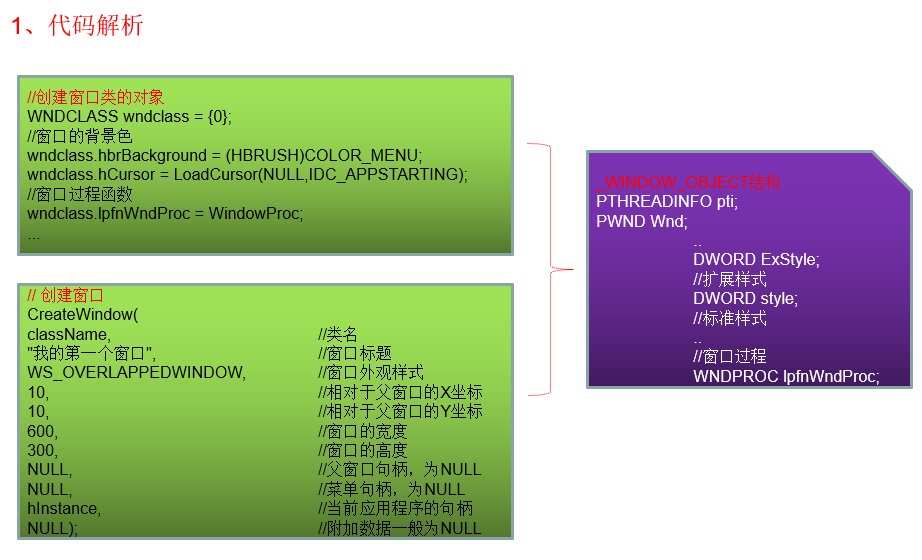 1、代码解析
//创建窗口类的对象
WNDCLASS wndclass = {0};
//窗口的背景色
wndclass.hbrBackground = (HBRUSH)COLOR_MENU;
wndclass.hCursor = LoadCursor(NULL,IDC_APPSTARTING);
//窗口过程函数
wndclass.lpfnWndProc = WindowProc;
...
// 创建窗口
CreateWindow(
className, //类名
"我的第一个窗口", //窗口标题
WS_OVERLAPPEDWINDOW, //窗口外观样式
10, //相对于父窗口的X坐标
10, //相对于父窗口的Y坐标
600, //窗口的宽度
300, //窗口的高度
NULL, //父窗口句柄，为NULL
NULL, //菜单句柄，为NULL
hInstance, //当前应用程序的句柄
NULL); //附加数据一般为NULL
_WINDOW_OBJECT结构
PTHREADINFO pti;
PWND Wnd;
..
DWORD ExStyle;
//扩展样式
DWORD style;
//标准样式
..
//窗口过程
WNDPROC lpfnWndProc;